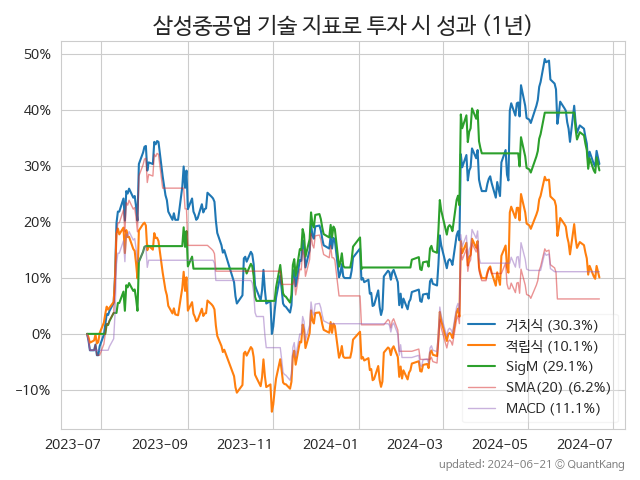 삼성중공업 기술 지표로 투자 시 성과 (1년)
50%
40%
30%
20%
10%
0%
−10%
거치식 (30.3%)
적립식 (10.1%)
SigM (29.1%)
SMA(20) (6.2%)
MACD (11.1%)
2023-07
2023-09
2023-11
2024-01
2024-03
2024-05
2024-07
updated: 2024-06-21 © QuantKang